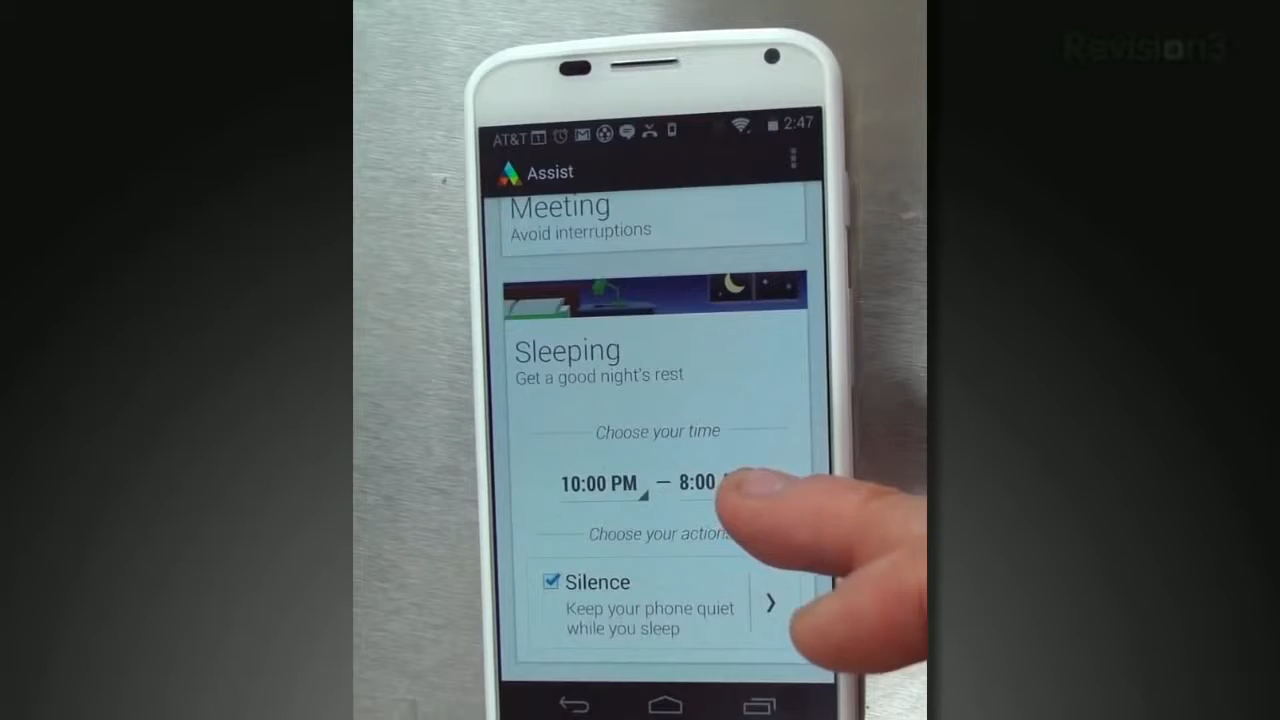 Revision3
AT&T 2:47
Assist
Meeting
Avoid interruptions
Sleeping
Get a good night's rest
Choose your time
10:00 PM — 8:00
Choose your action
Silence
Keep your phone quiet
while you sleep